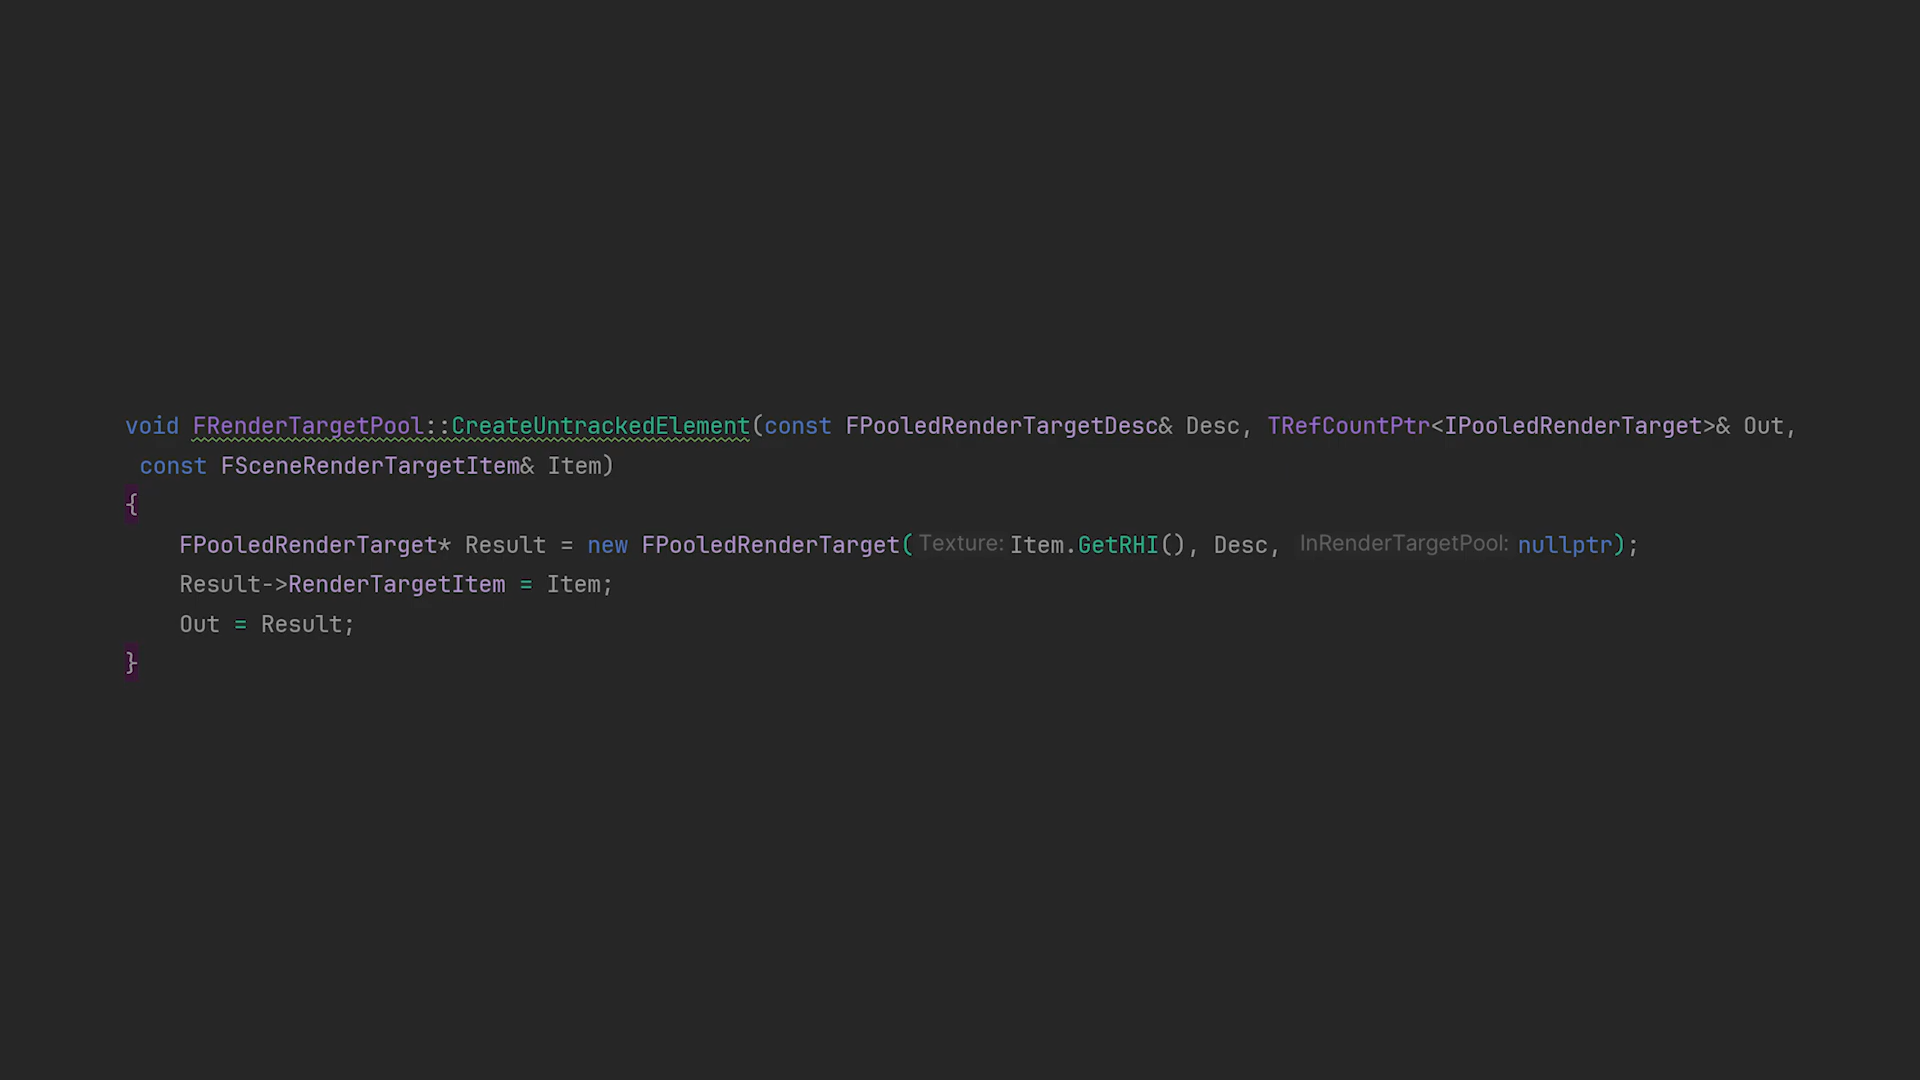 void FRenderTargetPool::CreateUntrackedElement(const FPooledRenderTargetDesc& Desc, TRefCountPtr<IPooledRenderTarget>& Out,
const FSceneRenderTargetItem& Item)
{
FPooledRenderTarget* Result = new FPooledRenderTarget( Texture: Item.GetRHI(), Desc, InRenderTargetPool: nullptr);
Result->RenderTargetItem = Item;
Out = Result;
}